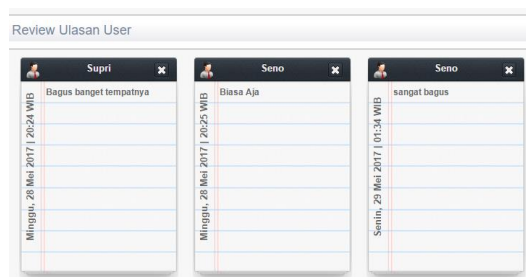 Review Ulasan User
Supri
Bagus banget tempatnya
Minggu, 28 Mei 2017 | 20:24 WIB
Seno
Biasa Aja
Minggu, 28 Mei 2017 | 20:25 WIB
Seno
sangat bagus
Senin, 29 Mei 2017 | 01:34 WIB